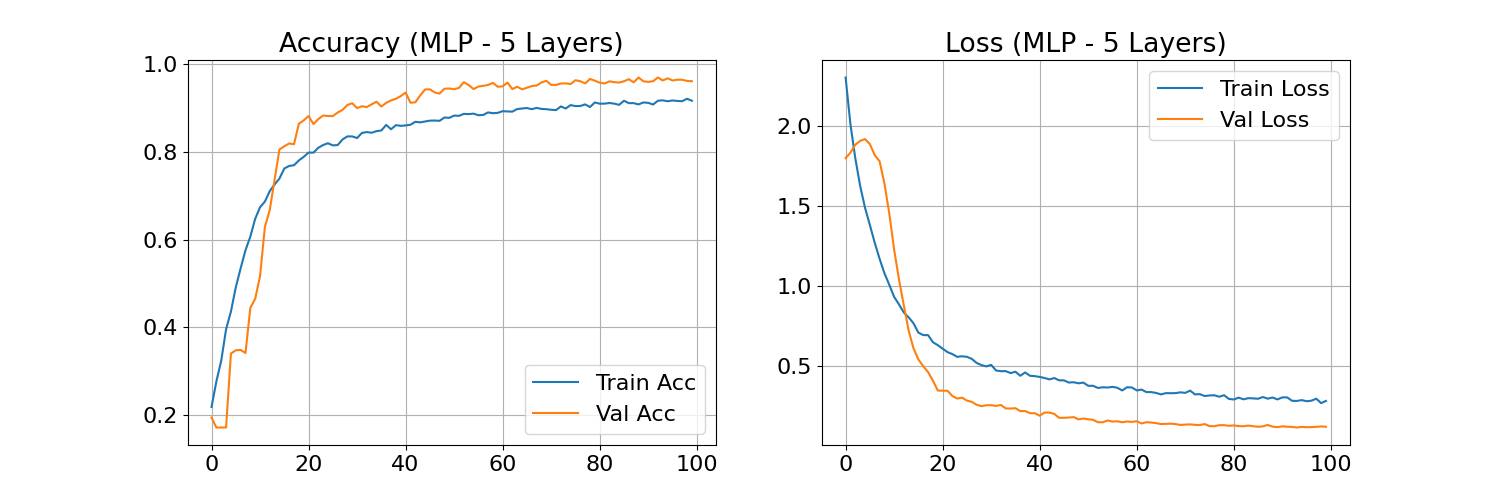 Accuracy (MLP - 5 Layers)
1.0
0.8
0.6
0.4
0.2
0 20 40 60 80 100
Train Acc
Val Acc
Loss (MLP - 5 Layers)
2.0
1.5
1.0
0.5
0 20 40 60 80 100
Train Loss
Val Loss